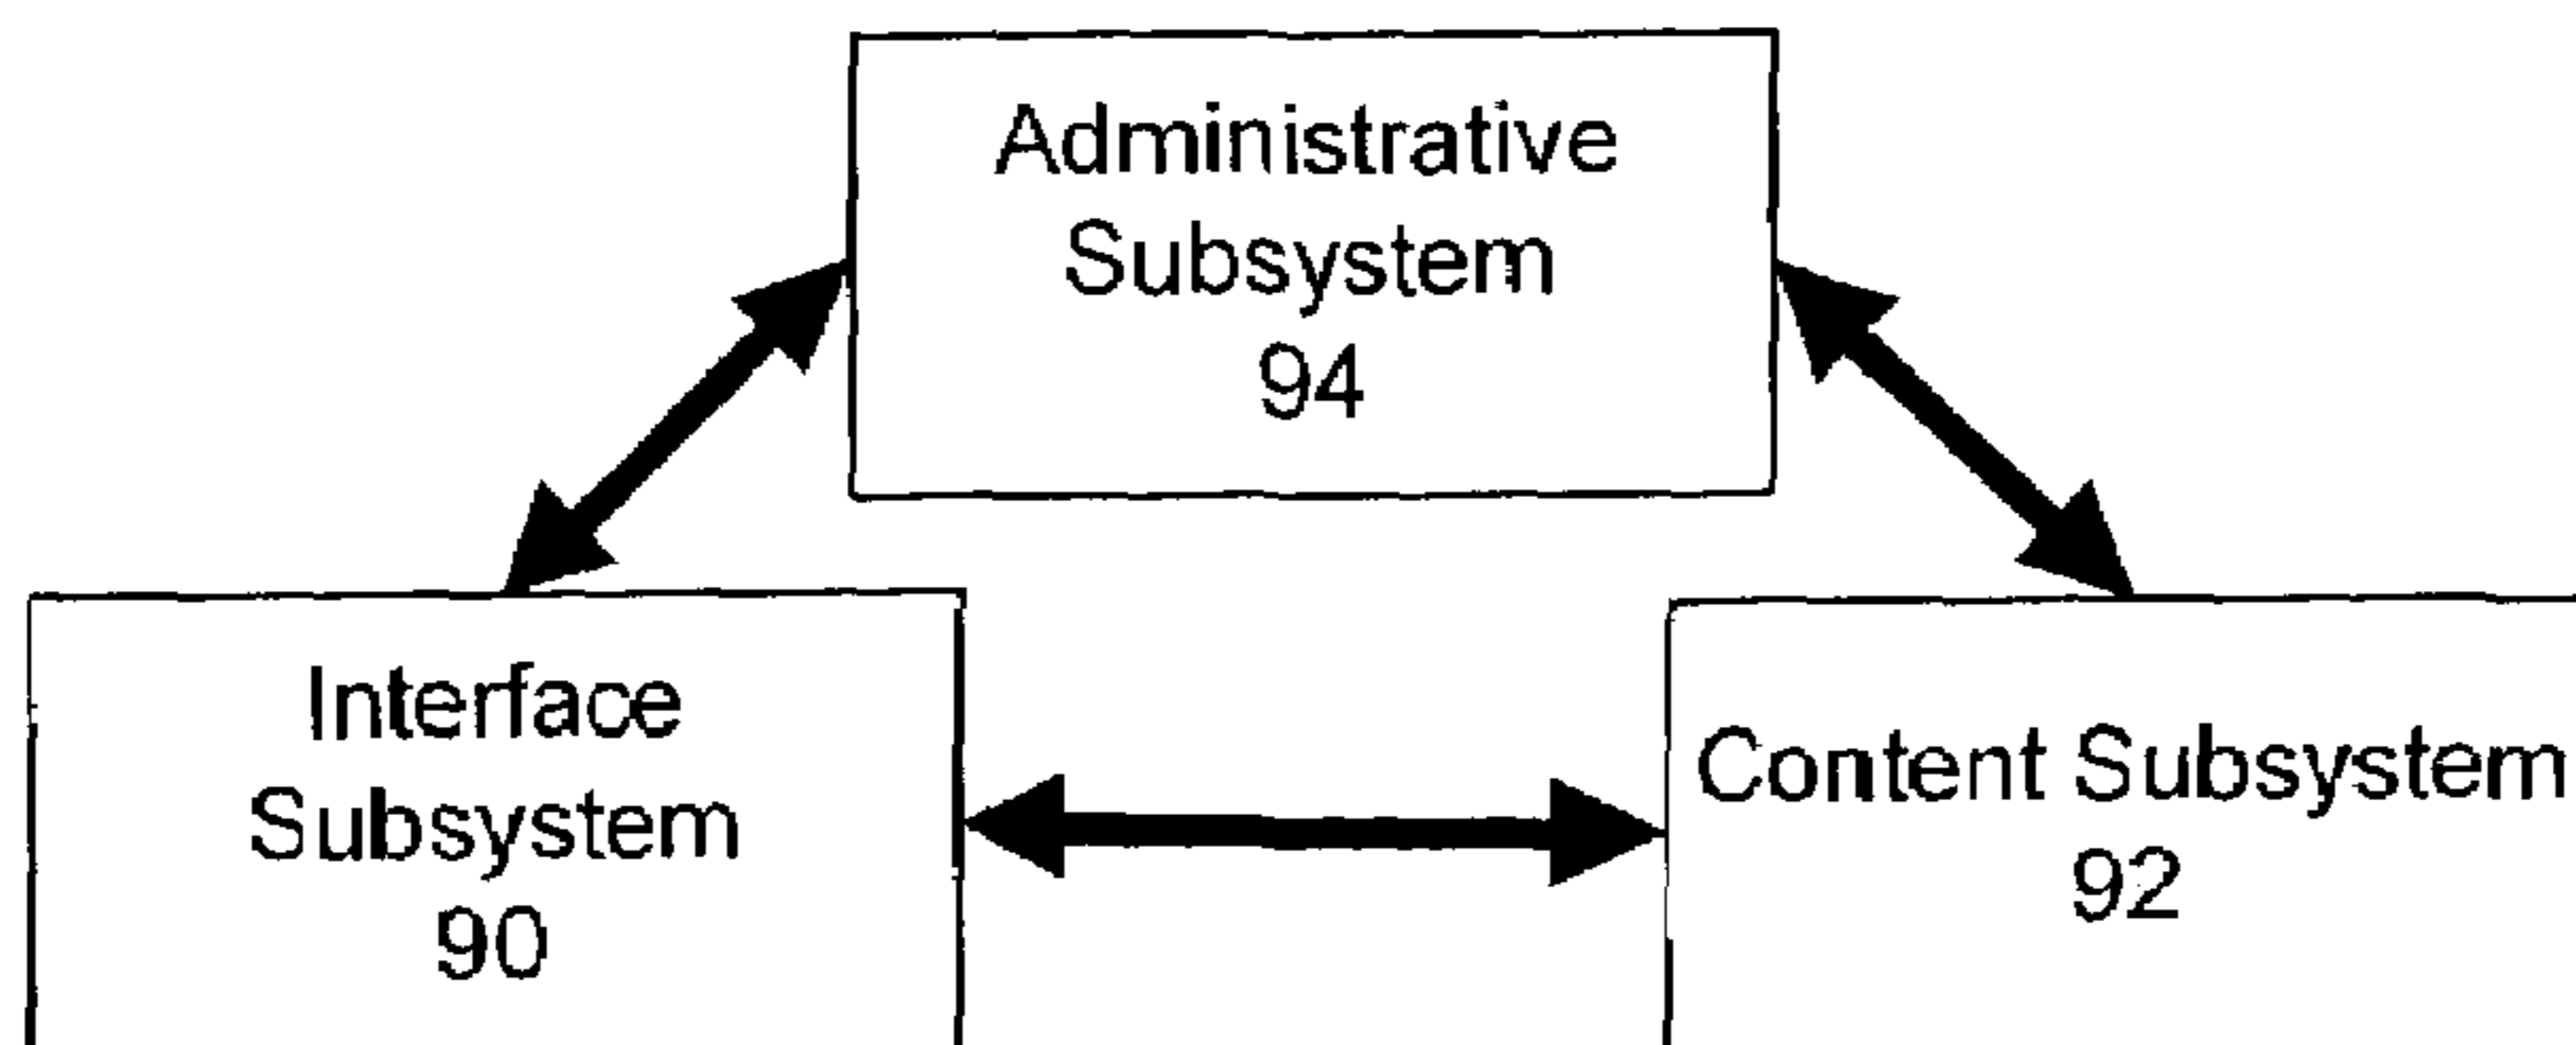 Administrative
Subsystem
94
Interface
Subsystem
90
Content Subsystem
92